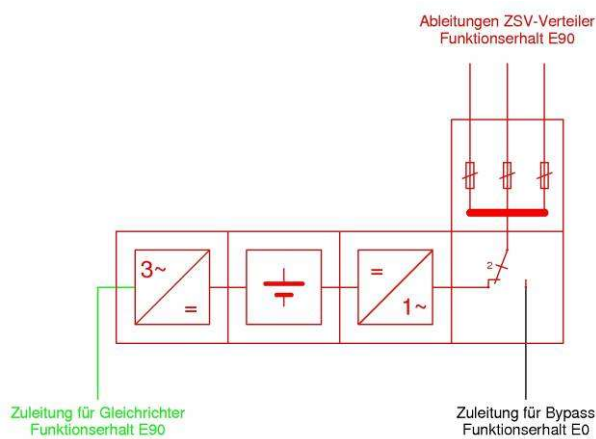 Ableitungen ZSV-Verteiler
Funktionserhalt E90
2
3~
=
=
1~
Zuleitung für Gleichrichter
Funktionserhalt E90
Zuleitung für Bypass
Funktionserhalt E0